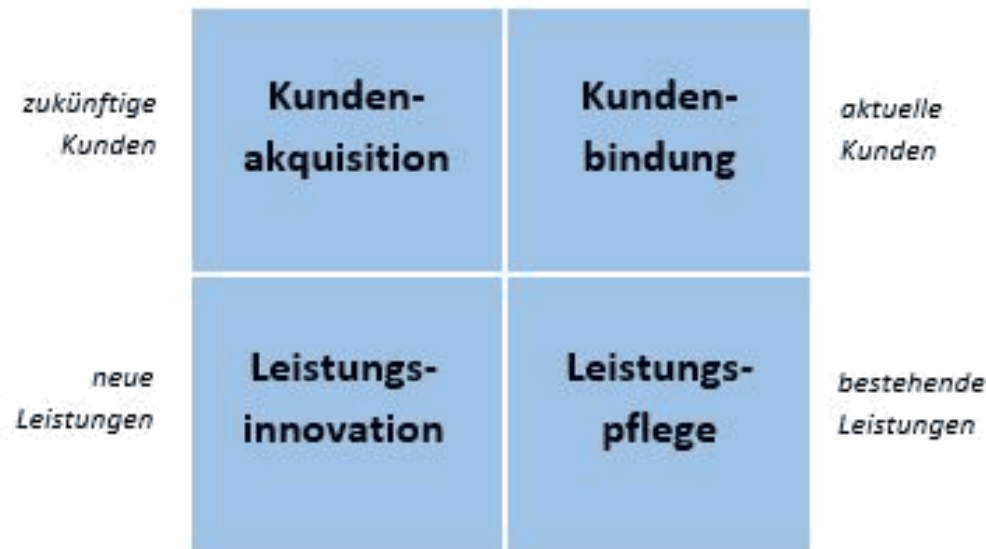 zukünftige
Kunden
Kunden-
akquisition
Kunden-
bindung
aktuelle
Kunden
neue
Leistungen
Leistungs-
innovation
Leistungs-
pflege
bestehende
Leistungen